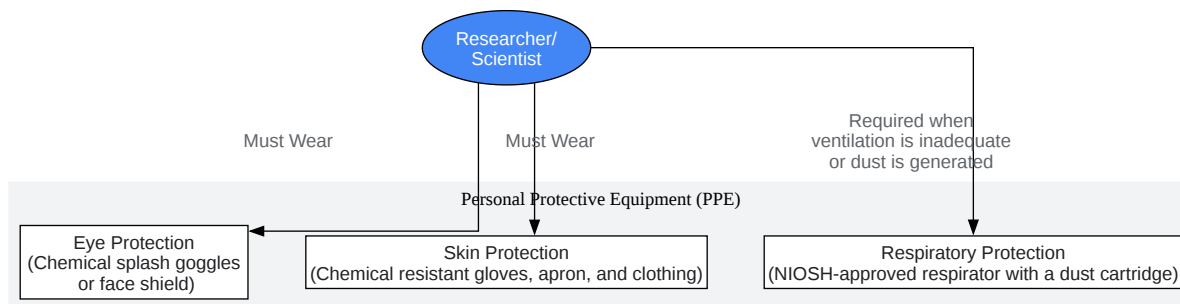 Researcher/
Scientist
Must Wear
Must Wear
Required when
ventilation is inadequate
or dust is generated
Personal Protective Equipment (PPE)
Eye Protection
(Chemical splash goggles
or face shield)
Skin Protection
(Chemical resistant gloves, apron, and clothing)
Respiratory Protection
(NIOSH-approved respirator with a dust cartridge)